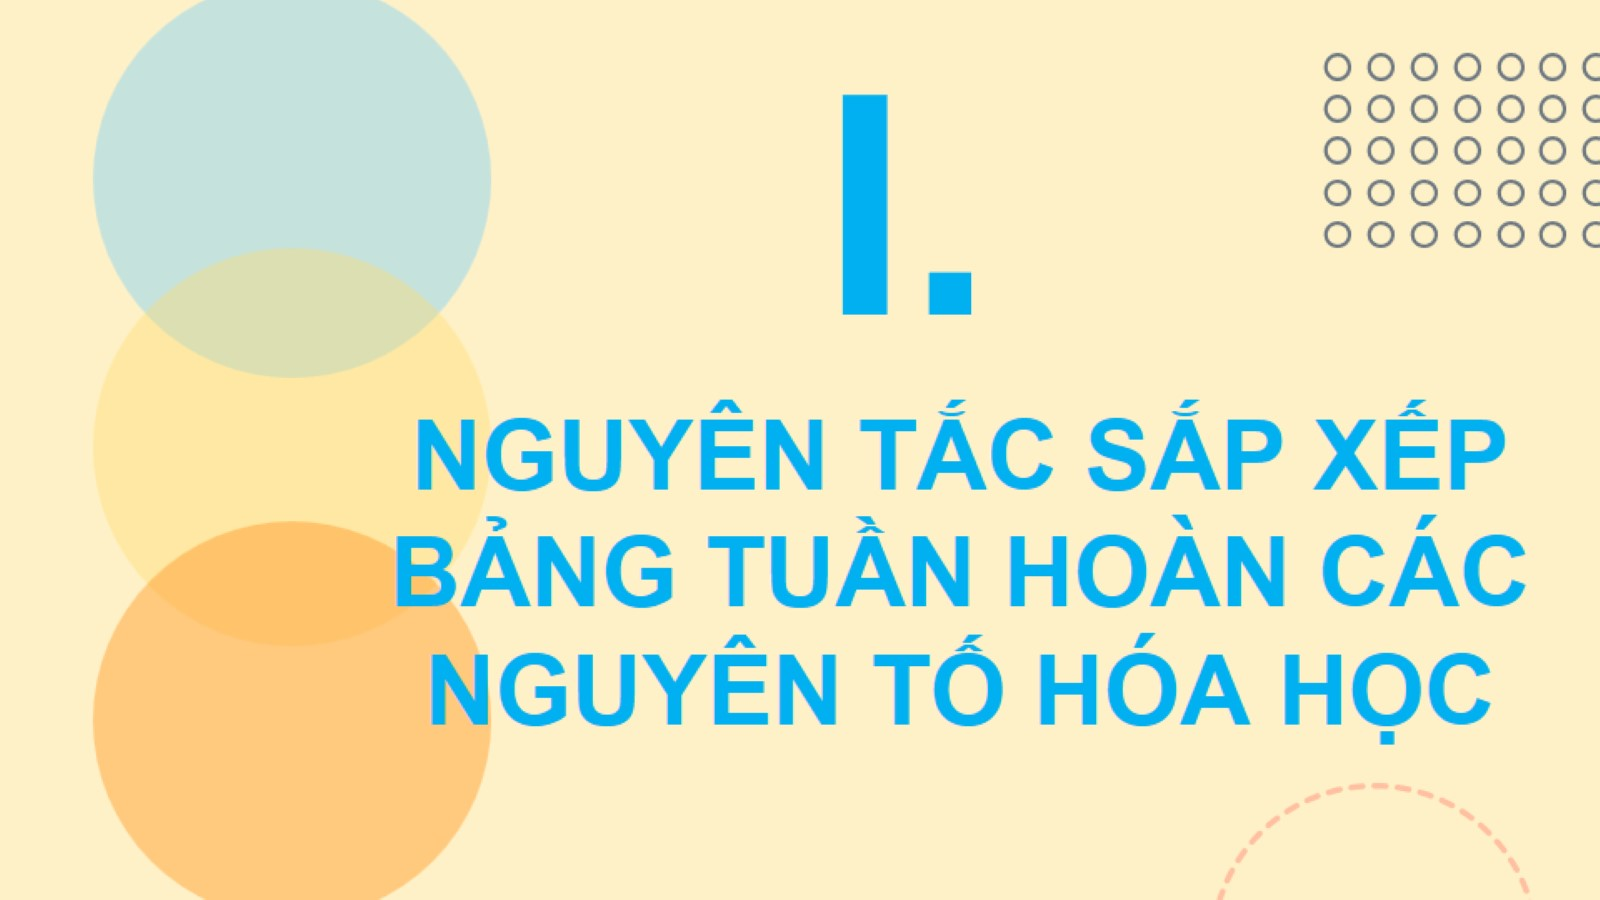 I.
NGUYÊN TẮC SẮP XẾP
BẢNG TUẦN HOÀN CÁC
NGUYÊN TỐ HÓA HỌC